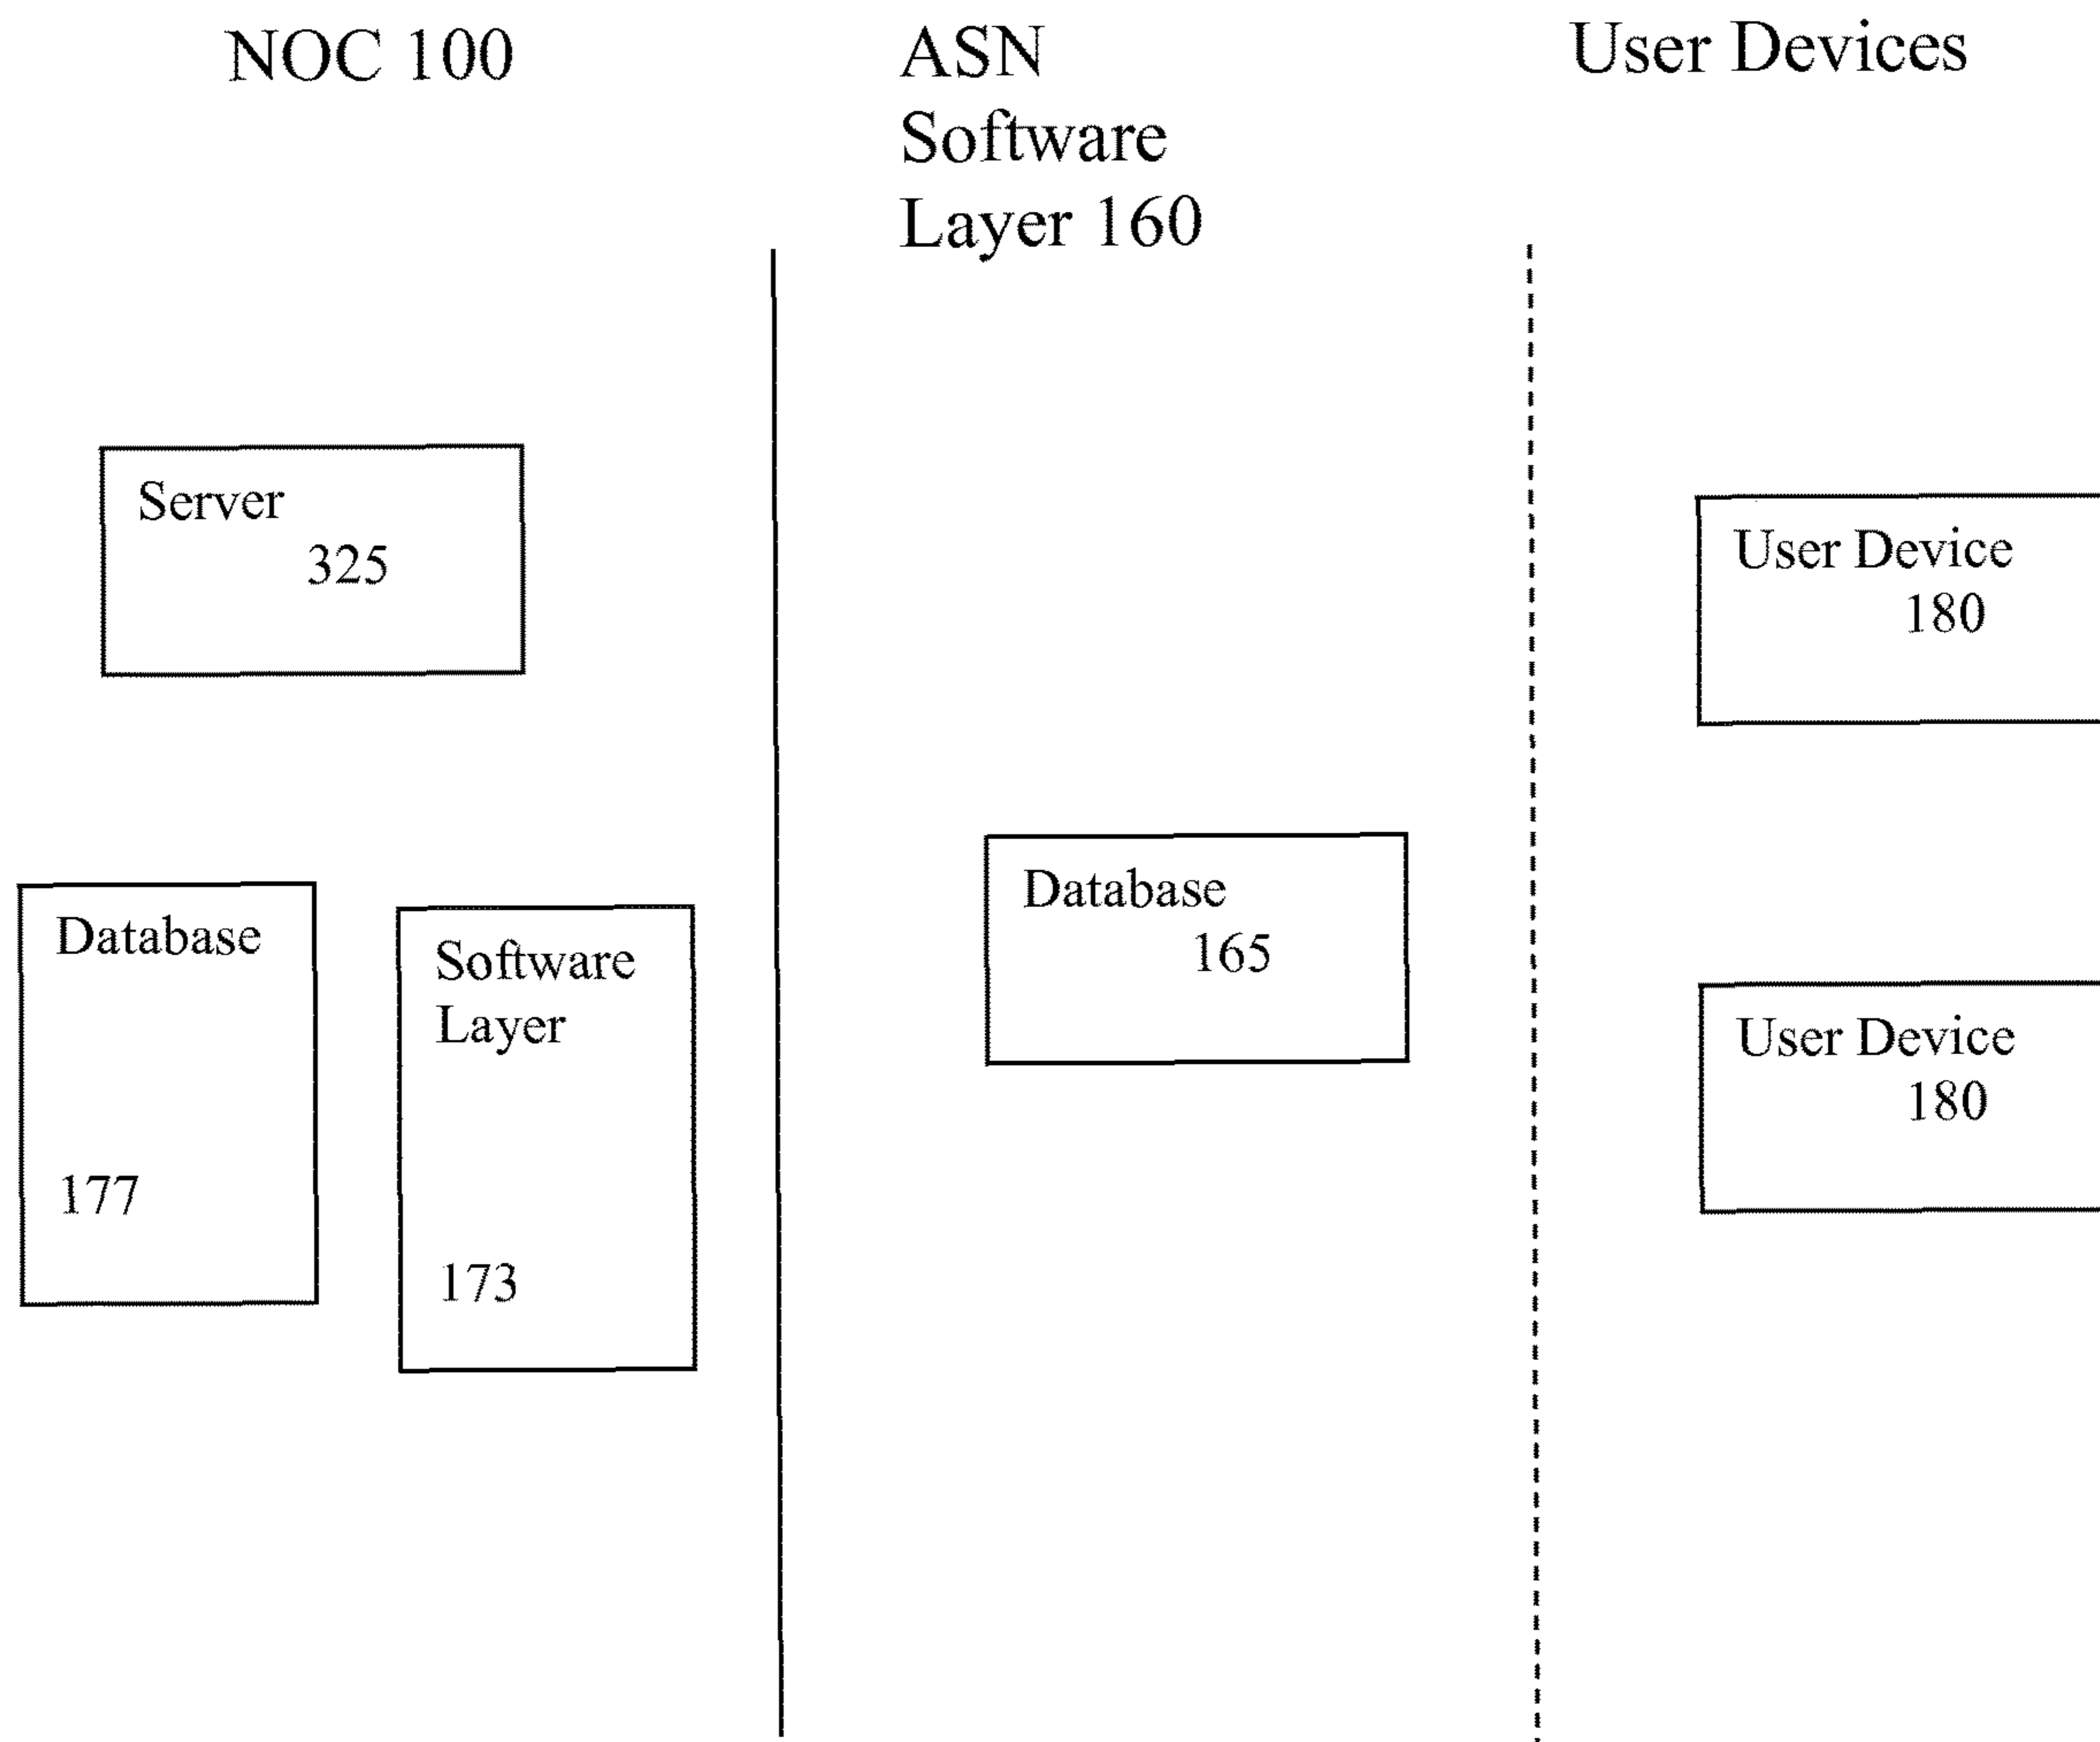 NOC 100
ASN
Software
Layer 160
User Devices
Server
325
Database
177
Software
Layer
173
Database
165
User Device
180
User Device
180